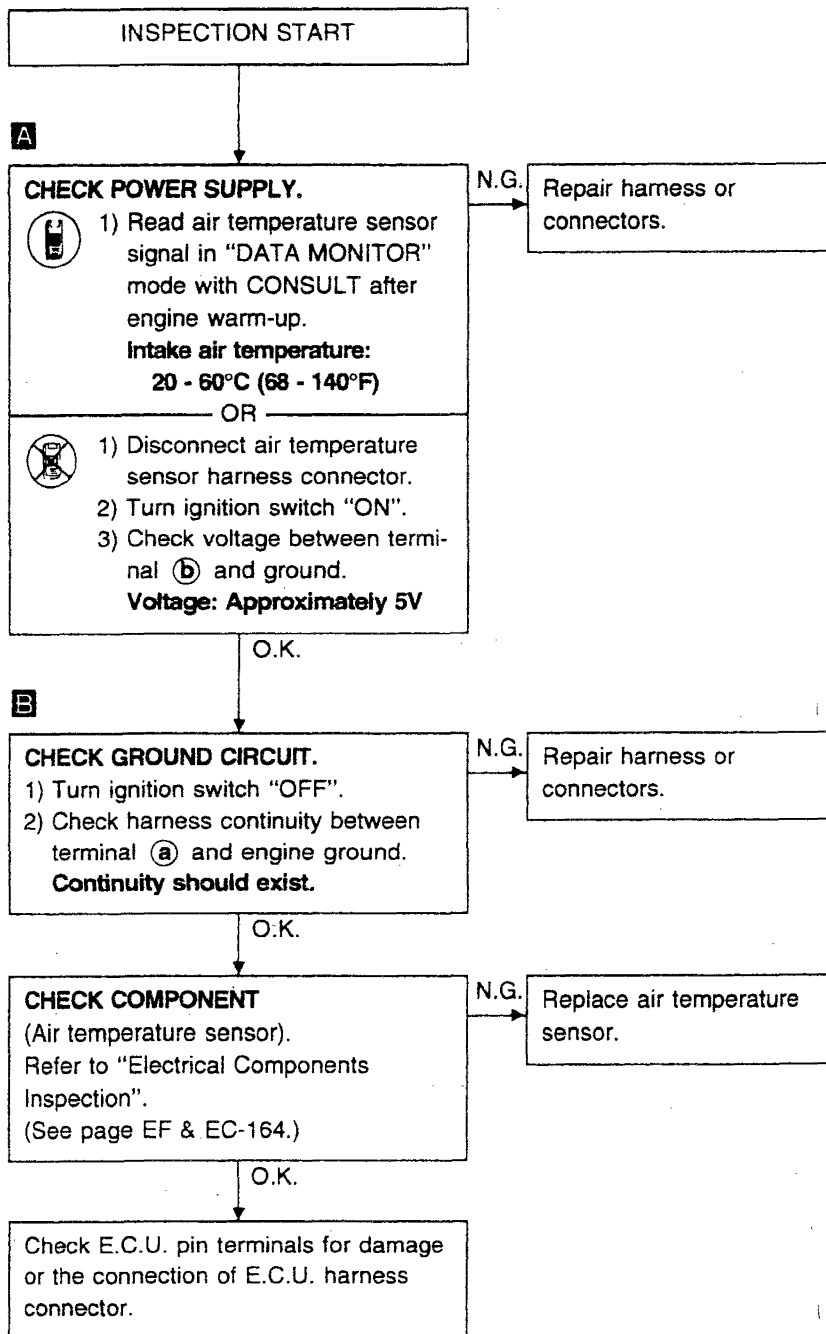 INSPECTION START
A
CHECK POWER SUPPLY.
1) Read air temperature sensor
signal in "DATA MONITOR"
mode with CONSULT after
engine warm-up.
Intake air temperature:
20 - 60°C (68 - 140°F)
N.G.
Repair harness or
connectors.
OR
1) Disconnect air temperature
sensor harness connector.
2) Turn ignition switch "ON".
3) Check voltage between termi-
nal ⓑ and ground.
Voltage: Approximately 5V
O.K.
B
CHECK GROUND CIRCUIT.
1) Turn ignition switch "OFF".
2) Check harness continuity between
terminal ⓐ and engine ground.
Continuity should exist.
N.G.
Repair harness or
connectors.
O.K.
CHECK COMPONENT
(Air temperature sensor).
Refer to "Electrical Components
Inspection".
(See page EF & EC-164.)
N.G.
Replace air temperature
sensor.
O.K.
Check E.C.U. pin terminals for damage
or the connection of E.C.U. harness
connector.